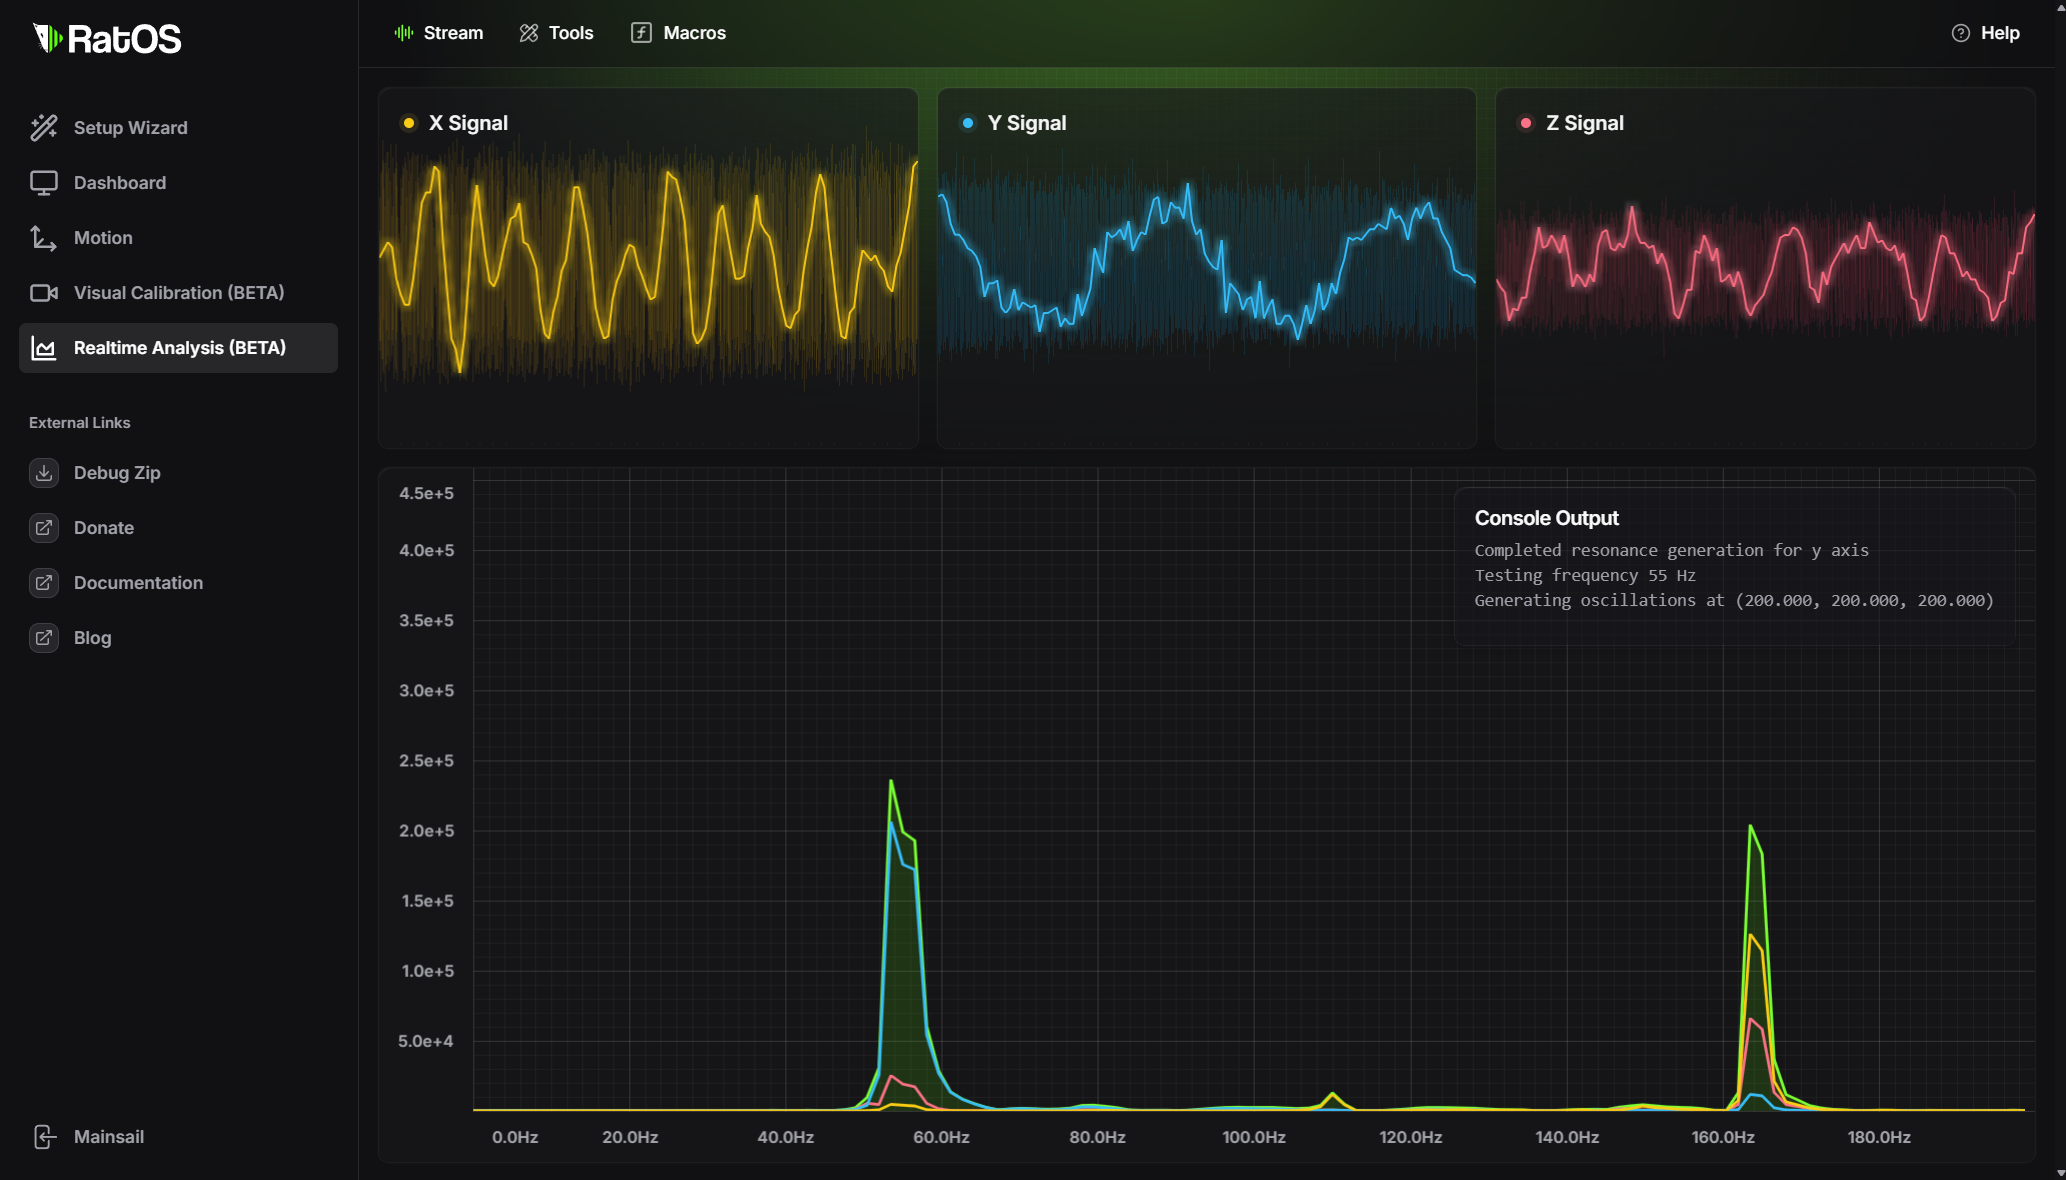 RatOS
Setup Wizard
Dashboard
Motion
Visual Calibration (BETA)
Realtime Analysis (BETA)
External Links
Debug Zip
Donate
Documentation
Blog
Mainsail
Stream
Tools
Macros
Help
X Signal
Y Signal
Z Signal
4.5e+5
4.0e+5
3.5e+5
3.0e+5
2.5e+5
2.0e+5
1.5e+5
1.0e+5
5.0e+4
Console Output
Completed resonance generation for y axis
Testing frequency 55 Hz
Generating oscillations at (200.000, 200.000, 200.000)
0.0Hz
20.0Hz
40.0Hz
60.0Hz
80.0Hz
100.0Hz
120.0Hz
140.0Hz
160.0Hz
180.0Hz